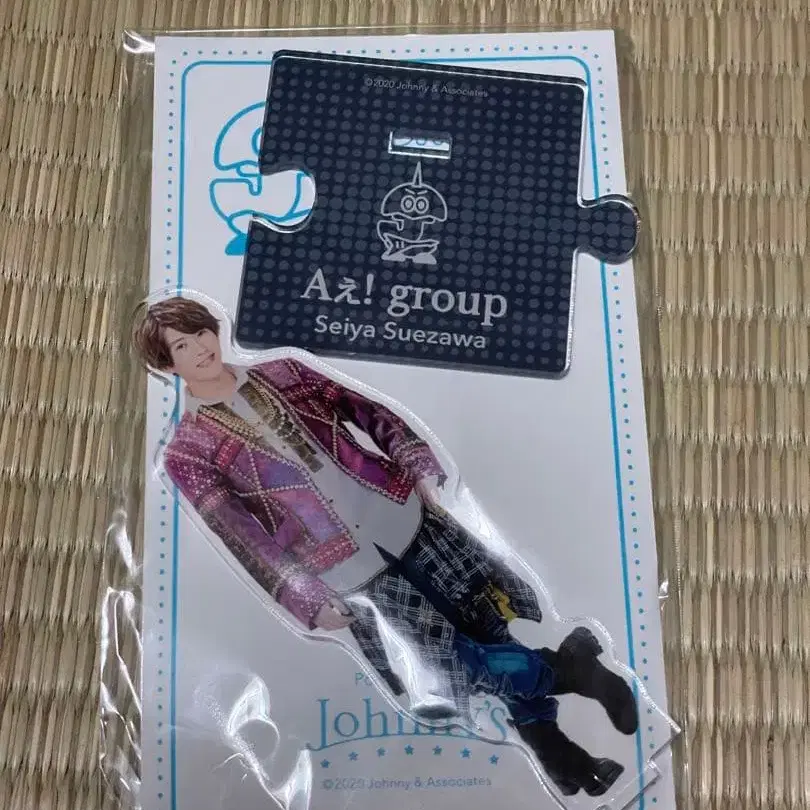 ©2020 Johnny & Associates
Aぇ! group
Seiya Suezawa
Johnny's
©2020 Johnny & Associates